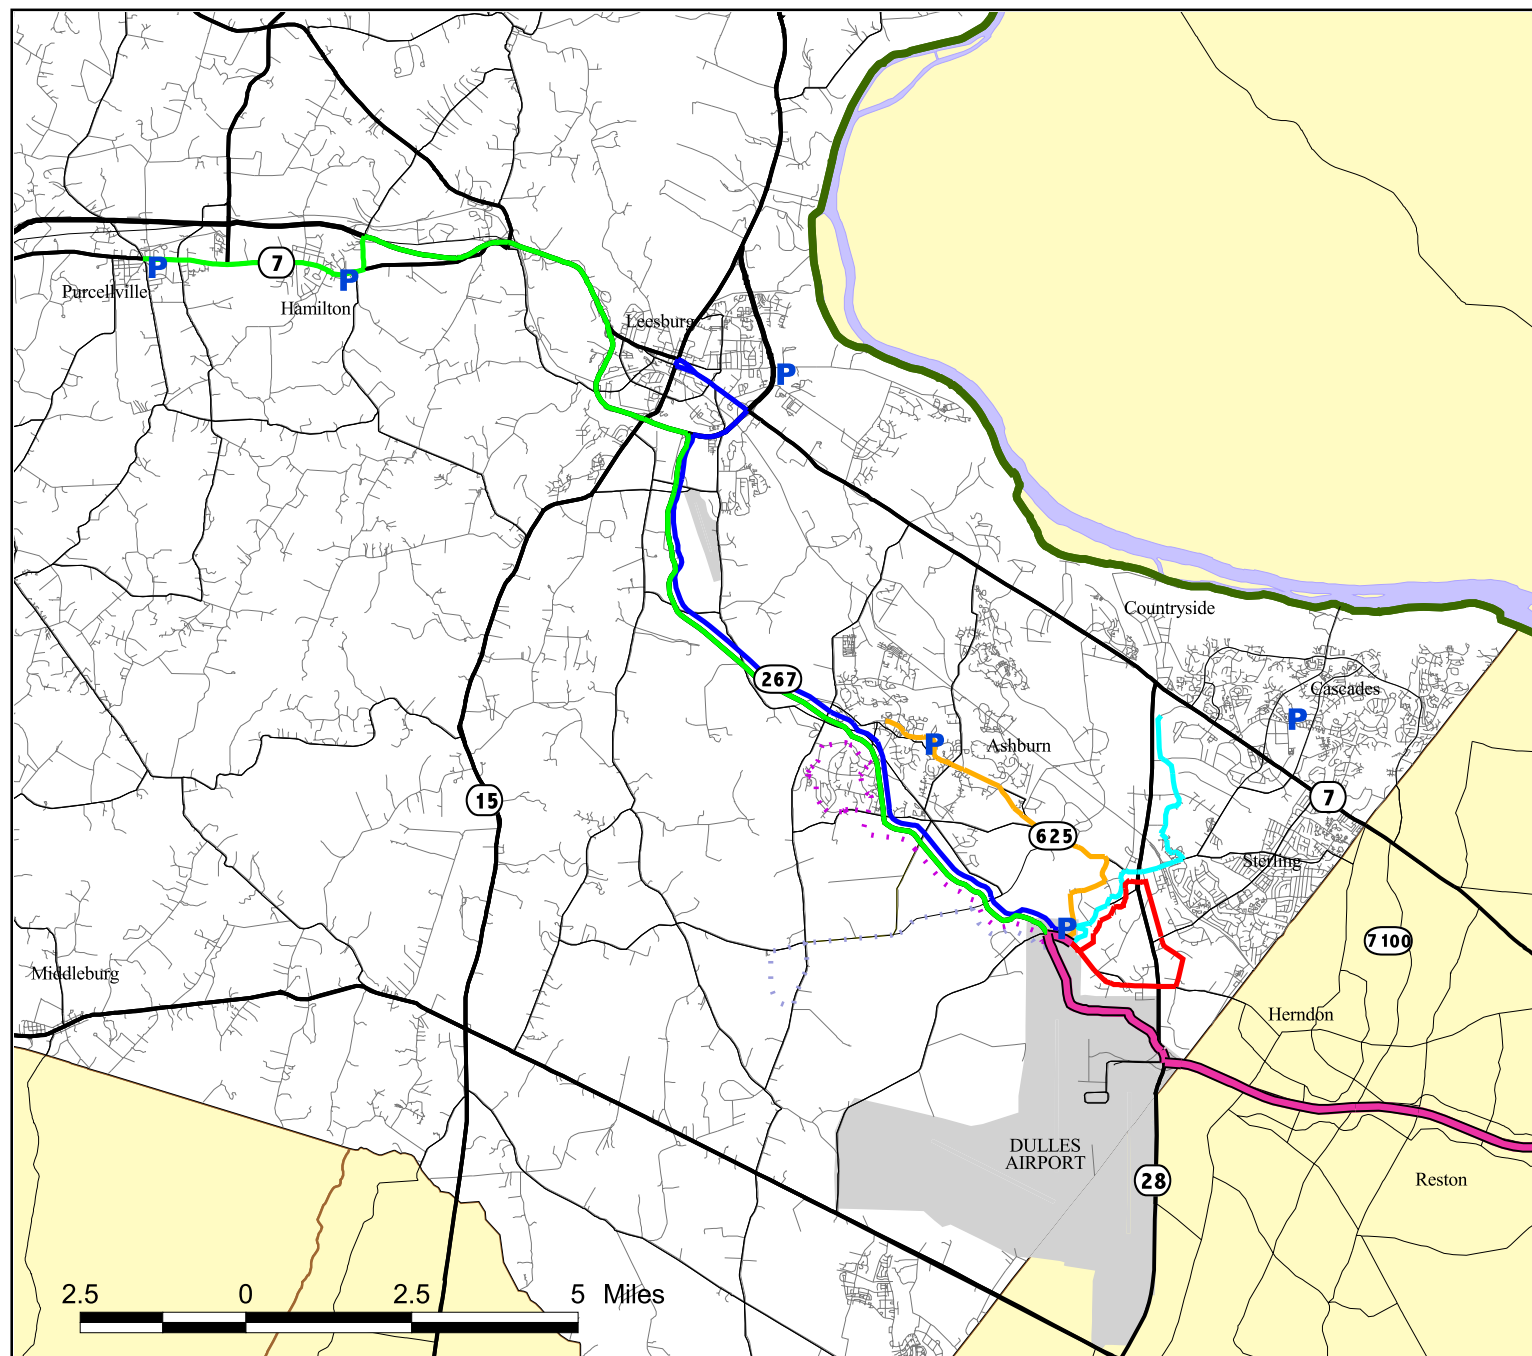 7
P
P
Purcellville
Hamilton
Leesburg
P
Countryside
267
Cascades
P
P
Ashburn
15
7
625
Sterling
P
7100
Middleburg
Herndon
DULLES
AIRPORT
28
Reston
2.5 0 2.5 5 Miles